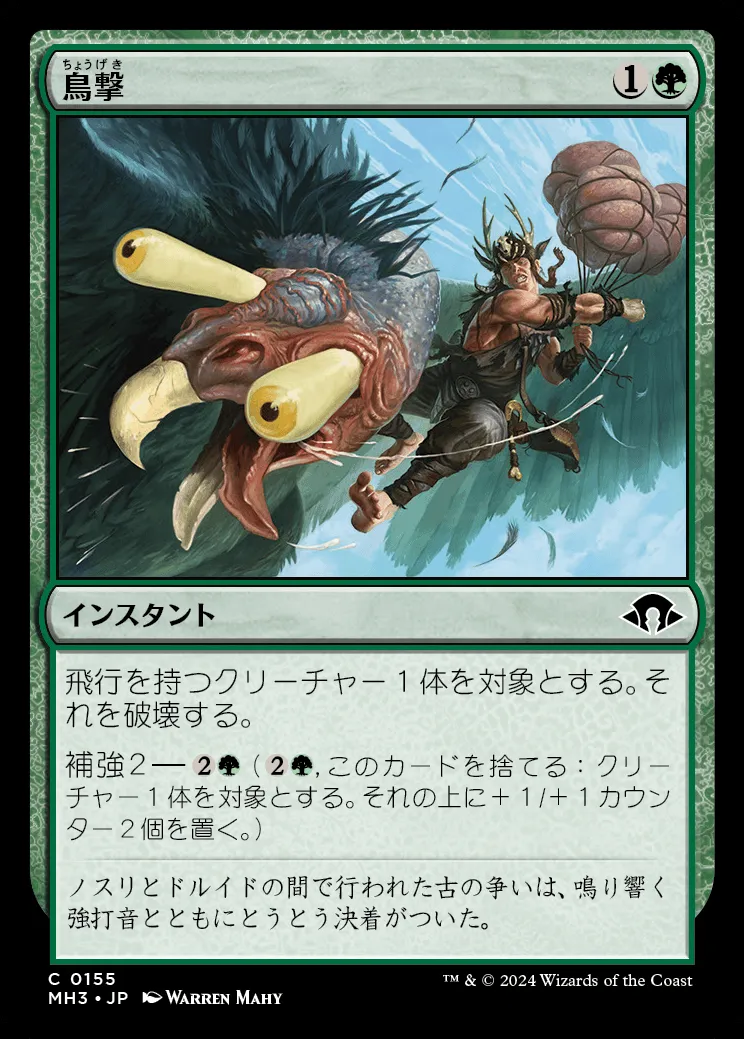 ちょうげき
鳥撃
1
インスタント
飛行を持つクリーチャー１体を対象とする。そ
れを破壊する。
補強２― 2 （ 2 , このカードを捨てる：クリー
チャー１体を対象とする。それの上に＋１/＋１カウン
ター２個を置く。）
ノスリとドルイドの間で行われた古の争いは、鳴り響く
強打音とともにとうとう決着がついた。
C 0155
MH3 • JP Warren Mahy
™ & © 2024 Wizards of the Coast